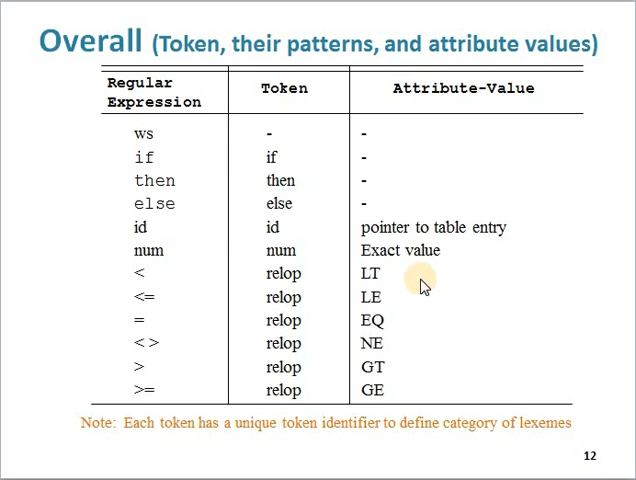 Overall (Token, their patterns, and attribute values)
Regular Expression Token Attribute-Value
ws - -
if if -
then then -
else else -
id id pointer to table entry
num num Exact value
< relop LT
<= relop LE
= relop EQ
< > relop NE
> relop GT
>= relop GE
Note: Each token has a unique token identifier to define category of lexemes
12